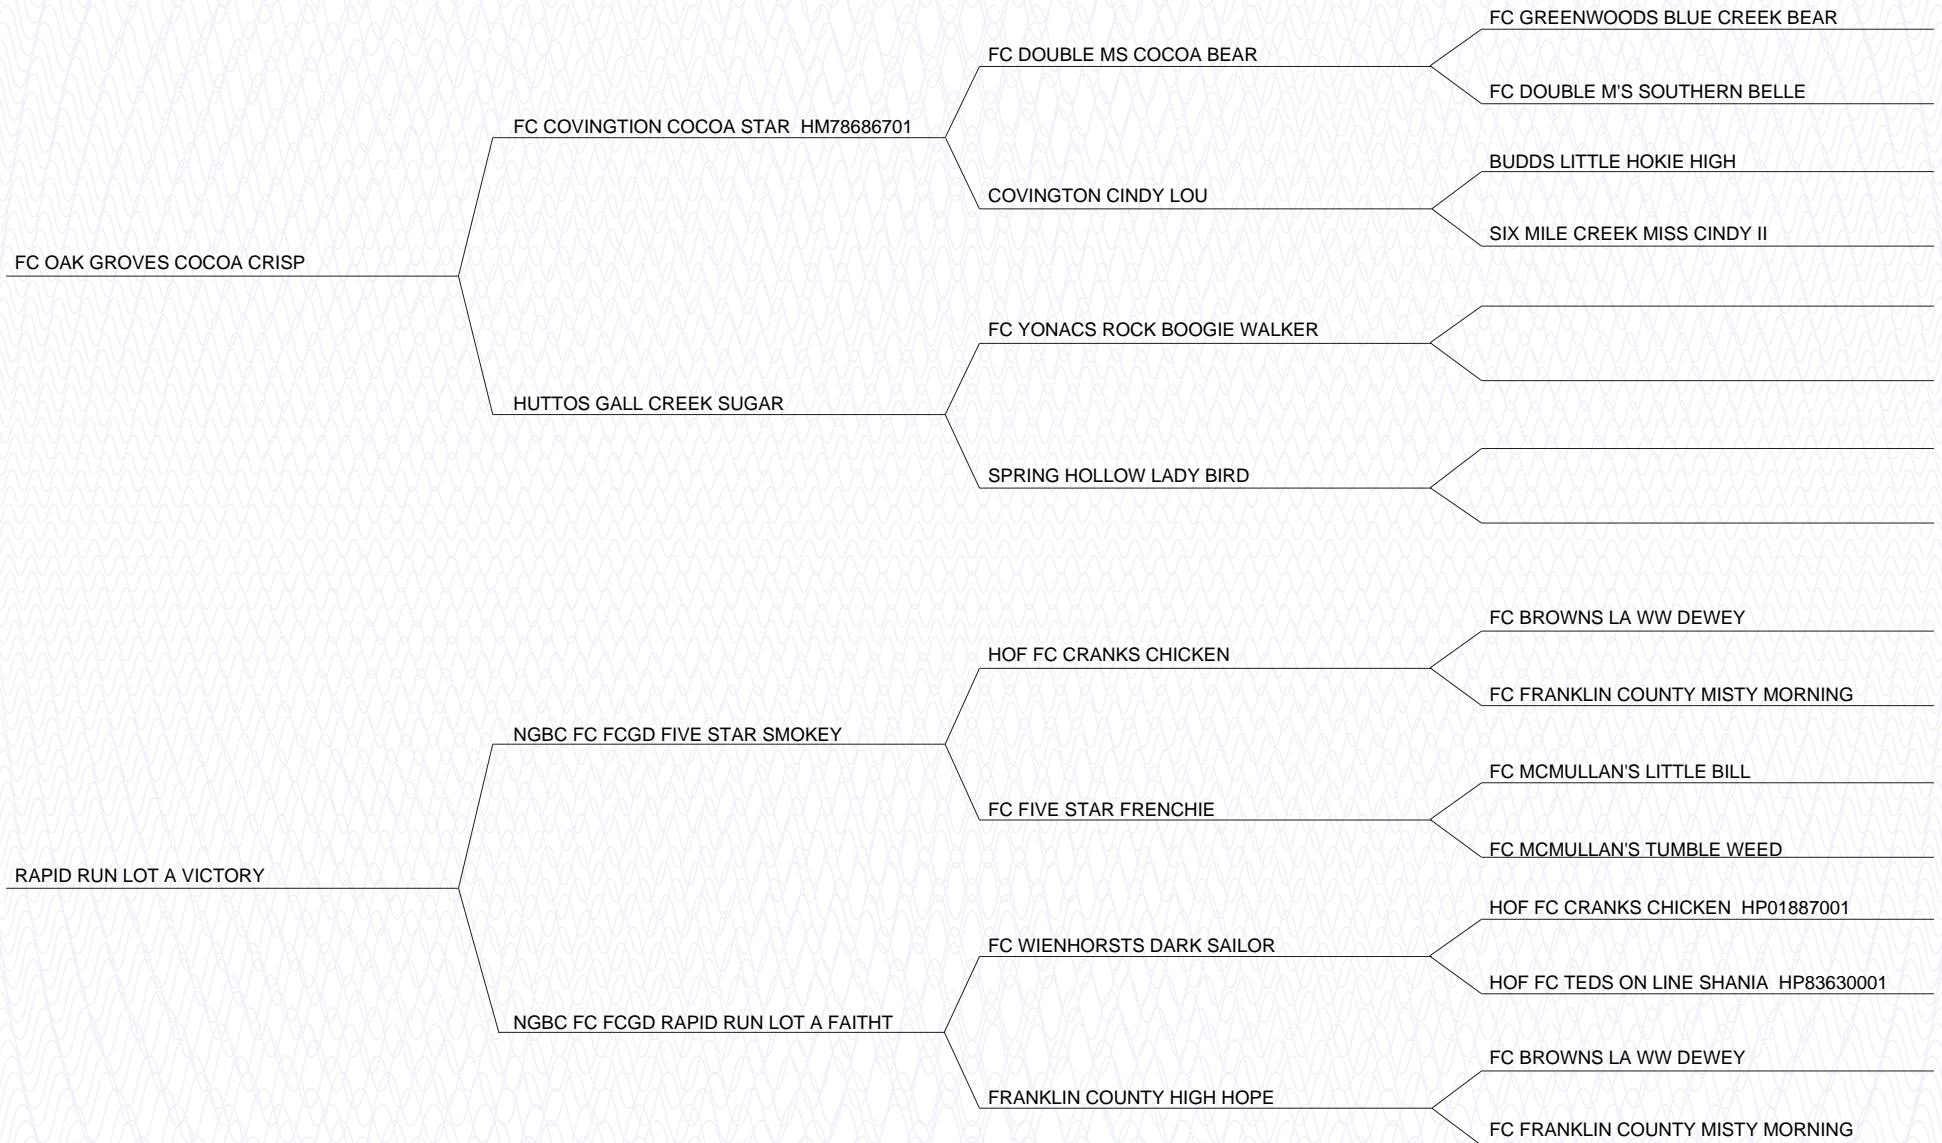 FC GREENWOODS BLUE CREEK BEAR
FC DOUBLE MS COCOA BEAR
FC DOUBLE M'S SOUTHERN BELLE
FC COVINGTION COCOA STAR HM78686701
BUDDS LITTLE HOKIE HIGH
COVINGTON CINDY LOU
SIX MILE CREEK MISS CINDY II
FC OAK GROVES COCOA CRISP
FC YONACS ROCK BOOGIE WALKER
HUTTOS GALL CREEK SUGAR
SPRING HOLLOW LADY BIRD
FC BROWNS LA WW DEWEY
HOF FC CRANKS CHICKEN
FC FRANKLIN COUNTY MISTY MORNING
NGBC FC FCGD FIVE STAR SMOKEY
FC MCMULLAN'S LITTLE BILL
FC FIVE STAR FRENCHIE
FC MCMULLAN'S TUMBLE WEED
RAPID RUN LOT A VICTORY
HOF FC CRANKS CHICKEN HP01887001
FC WIENHORSTS DARK SAILOR
HOF FC TEDS ON LINE SHANIA HP83630001
NGBC FC FCGD RAPID RUN LOT A FAITHT
FC BROWNS LA WW DEWEY
FRANKLIN COUNTY HIGH HOPE
FC FRANKLIN COUNTY MISTY MORNING